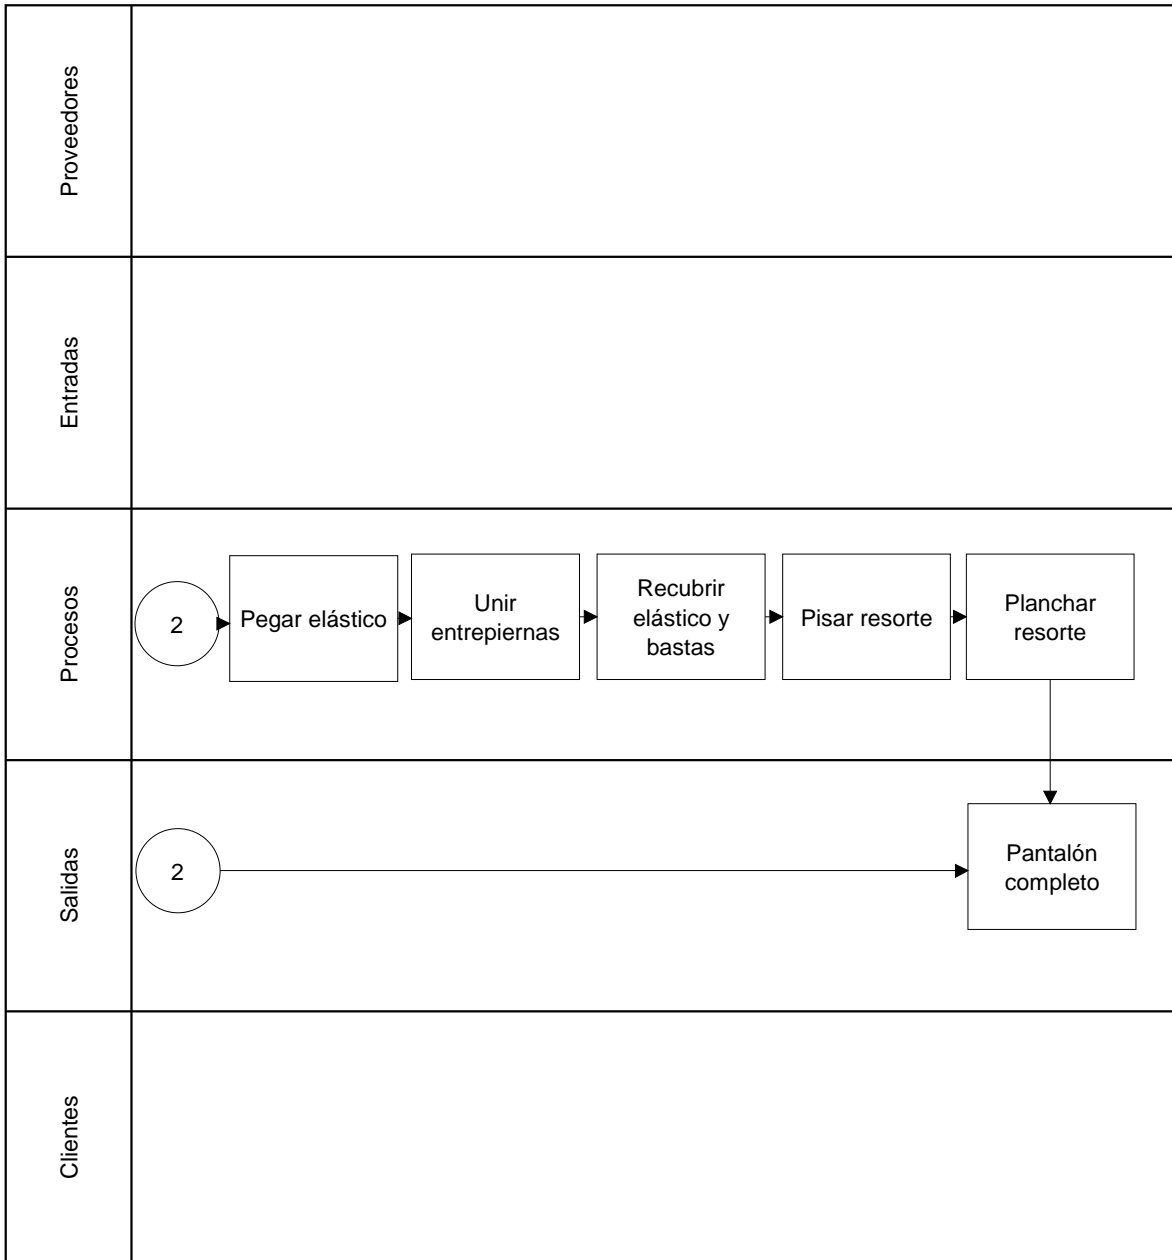 Proveedores
Entradas
Procesos
2
Pegar elástico
Unir
entrepiernas
Recubrir
elástico y
bastas
Pisar resorte
Planchar
resorte
Salidas
2
Pantalón
completo
Clientes